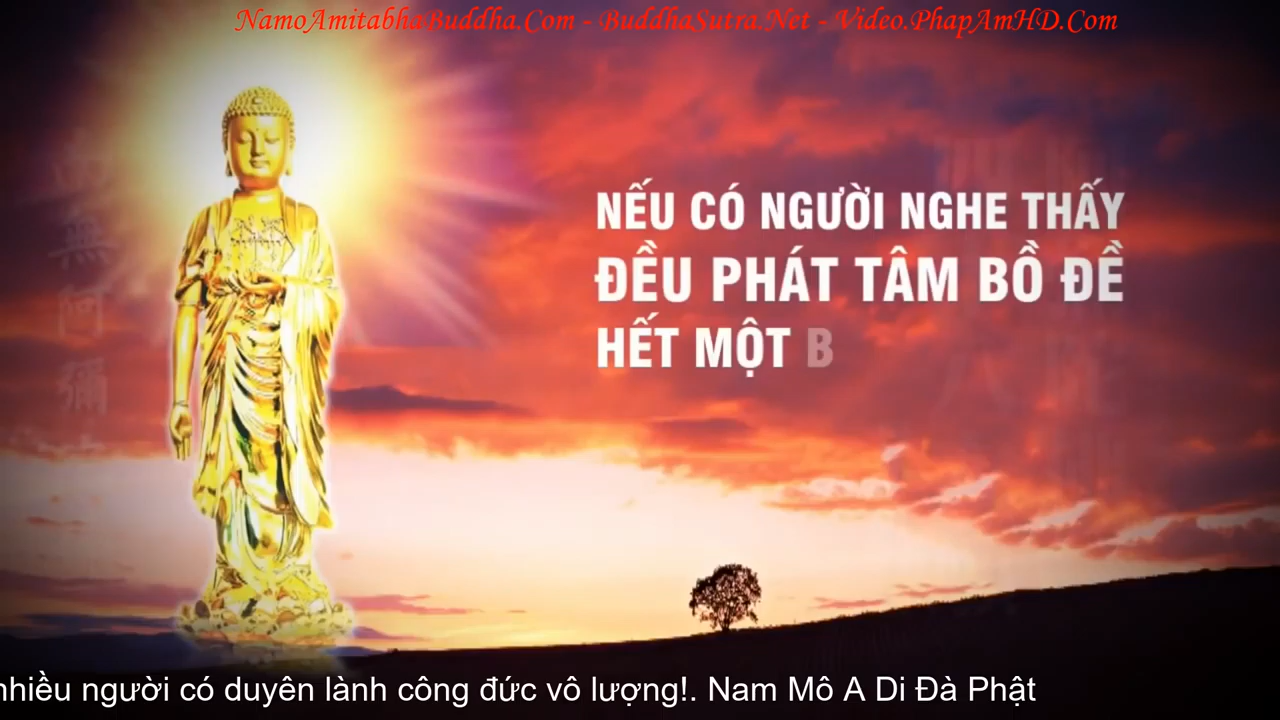 NamoAmitabhaBuddha.Com - BuddhaSutra.Net - Video.PhapAmHD.Com
NẾU CÓ NGƯỜI NGHE THẤY
ĐỀU PHÁT TÂM BỒ ĐỀ
HẾT MỘT B
nhiều người có duyên lành công đức vô lượng!. Nam Mô A Di Đà Phật